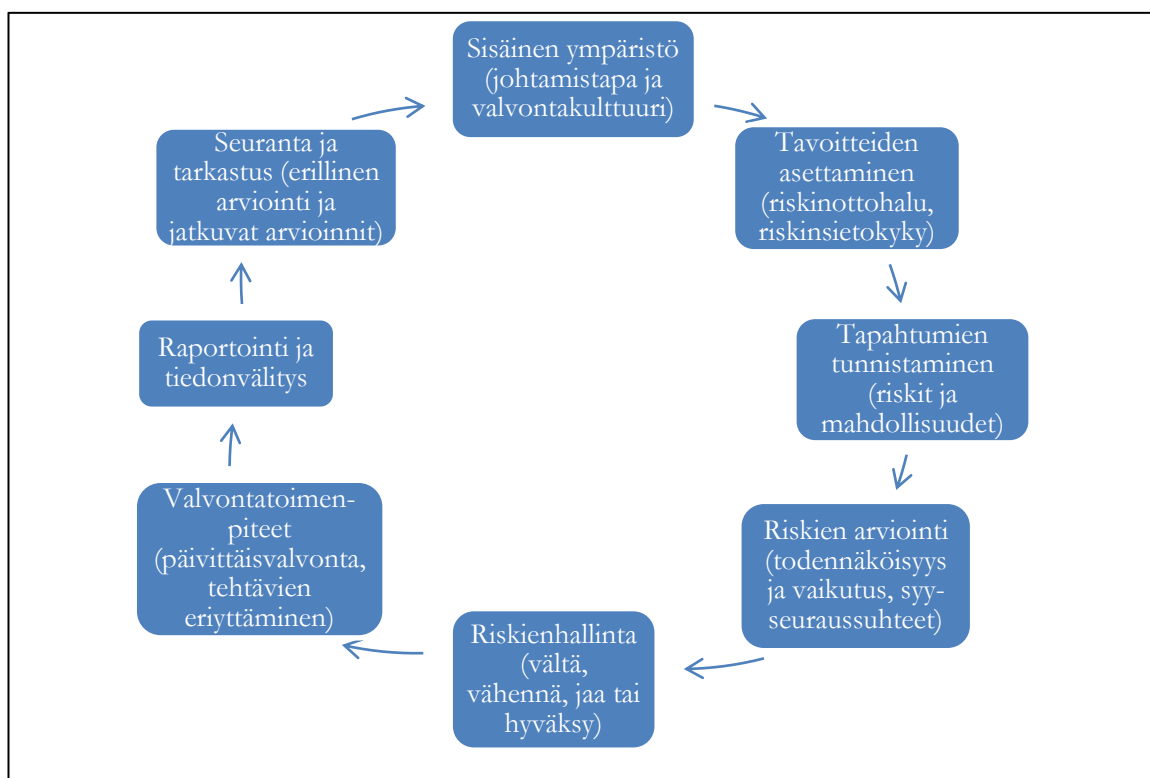 Sisäinen ympäristö
(johtamistapa ja
valvontakulttuuri)
Tavoitteiden
asettaminen
(riskinottohalu,
riskinsietokyky)
Tapahtumien
tunnistaminen
(riskit ja
mahdollisuudet)
Riskien arviointi
(todennäköisyys
ja vaikutus, syy-
seuraussuhteet)
Riskienhallinta
(vältä,
vähennä, jaa tai
hyväksy)
Valvontatoimen-
piteet
(päivittäisvalvonta,
tehtävien
eriyttäminen)
Raportointi ja
tiedonvälitys
Seuranta ja
tarkastus (erillinen
arviointi ja
jatkuvat arvioinnit)